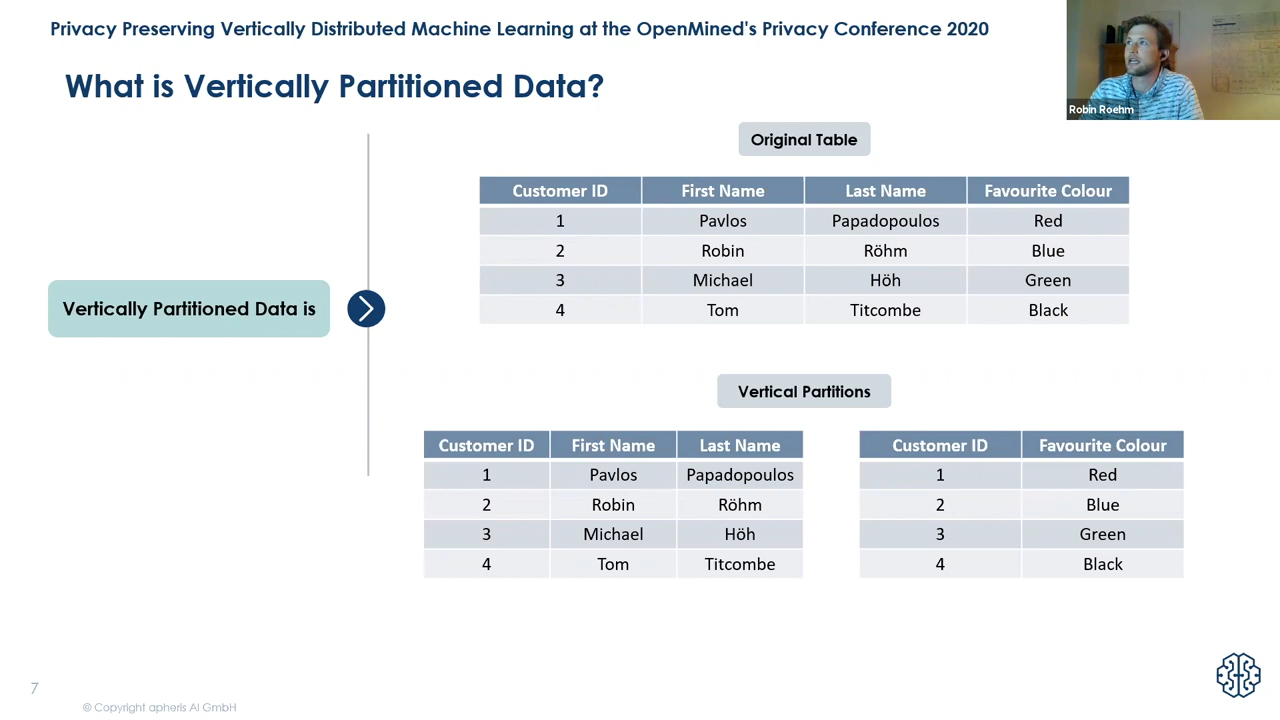 Privacy Preserving Vertically Distributed Machine Learning at the OpenMined's Privacy Conference 2020
Robin Roehm
What is Vertically Partitioned Data?
Vertically Partitioned Data is
Original Table
Customer ID First Name Last Name Favourite Colour
1 Pavlos Papadopoulos Red
2 Robin Röhm Blue
3 Michael Höh Green
4 Tom Titcombe Black
Vertical Partitions
Customer ID First Name Last Name
1 Pavlos Papadopoulos
2 Robin Röhm
3 Michael Höh
4 Tom Titcombe
Customer ID Favourite Colour
1 Red
2 Blue
3 Green
4 Black
7
© Copyright apheris AI GmbH